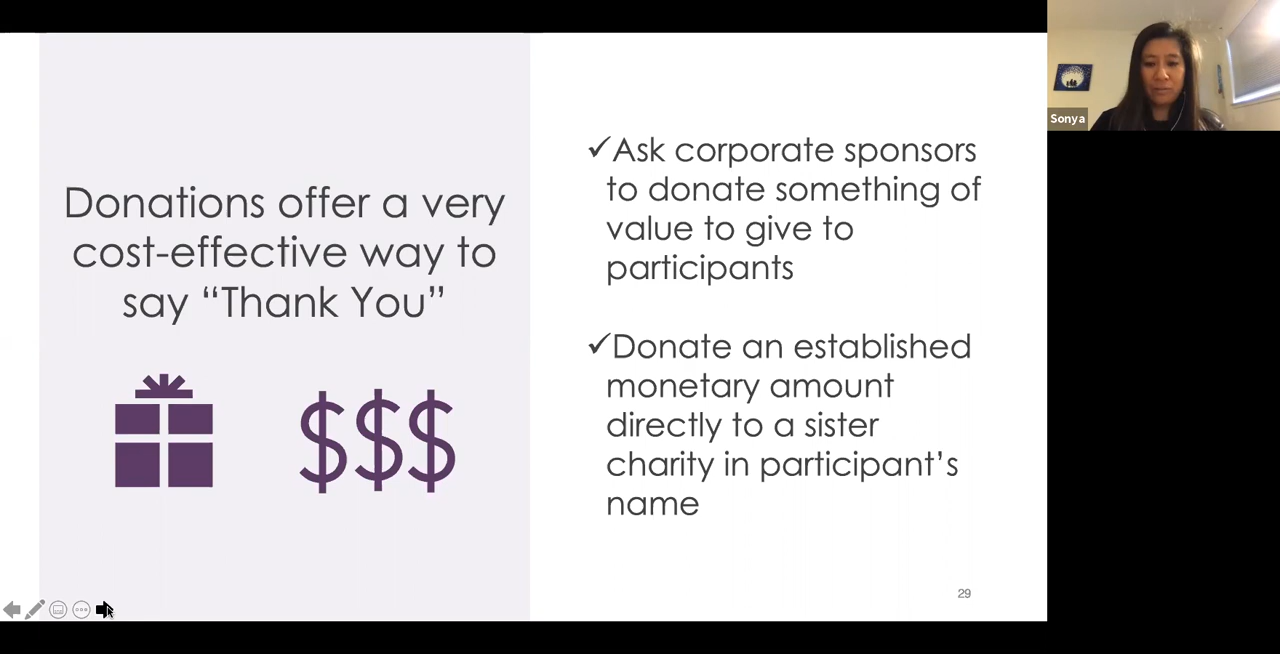 Donations offer a very
cost-effective way to
say “Thank You”
$$$
✓Ask corporate sponsors
to donate something of
value to give to
participants
✓Donate an established
monetary amount
directly to a sister
charity in participant’s
name
29
Sonya